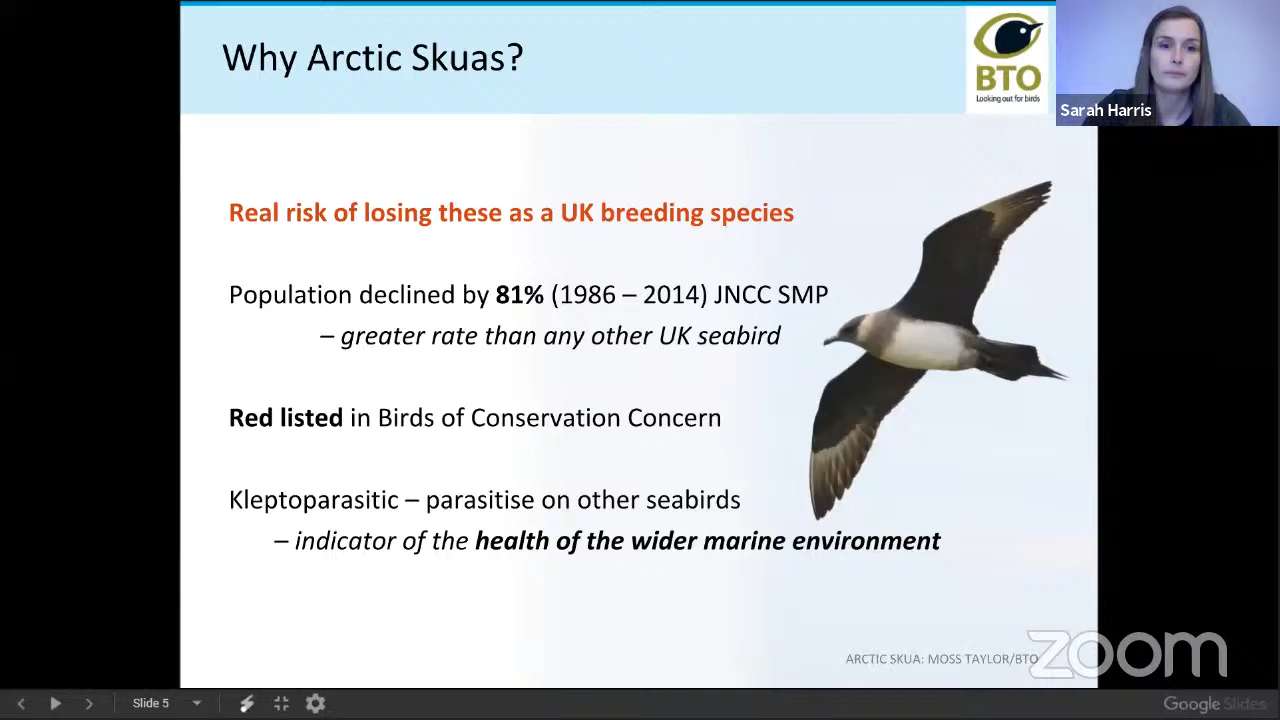 Why Arctic Skuas?
BTO
Looking out for birds
Sarah Harris
Real risk of losing these as a UK breeding species
Population declined by 81% (1986 – 2014) JNCC SMP
– greater rate than any other UK seabird
Red listed in Birds of Conservation Concern
Kleptoparasitic – parasitise on other seabirds
– indicator of the health of the wider marine environment
ARCTIC SKUA: MOSS TAYLOR/BTO
zoom
Slide 5
Google Slides